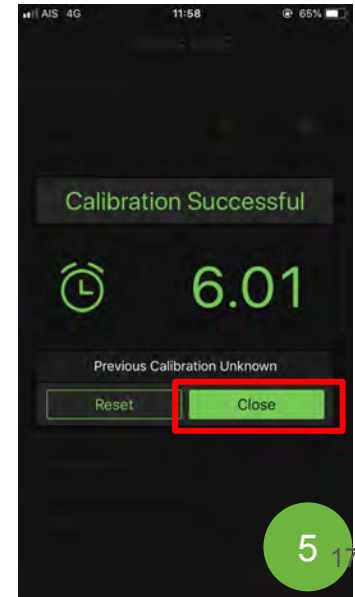 AIS 4G 11:58 65%
Calibration Successful
6.01
Previous Calibration Unknown
Reset Close
5 17